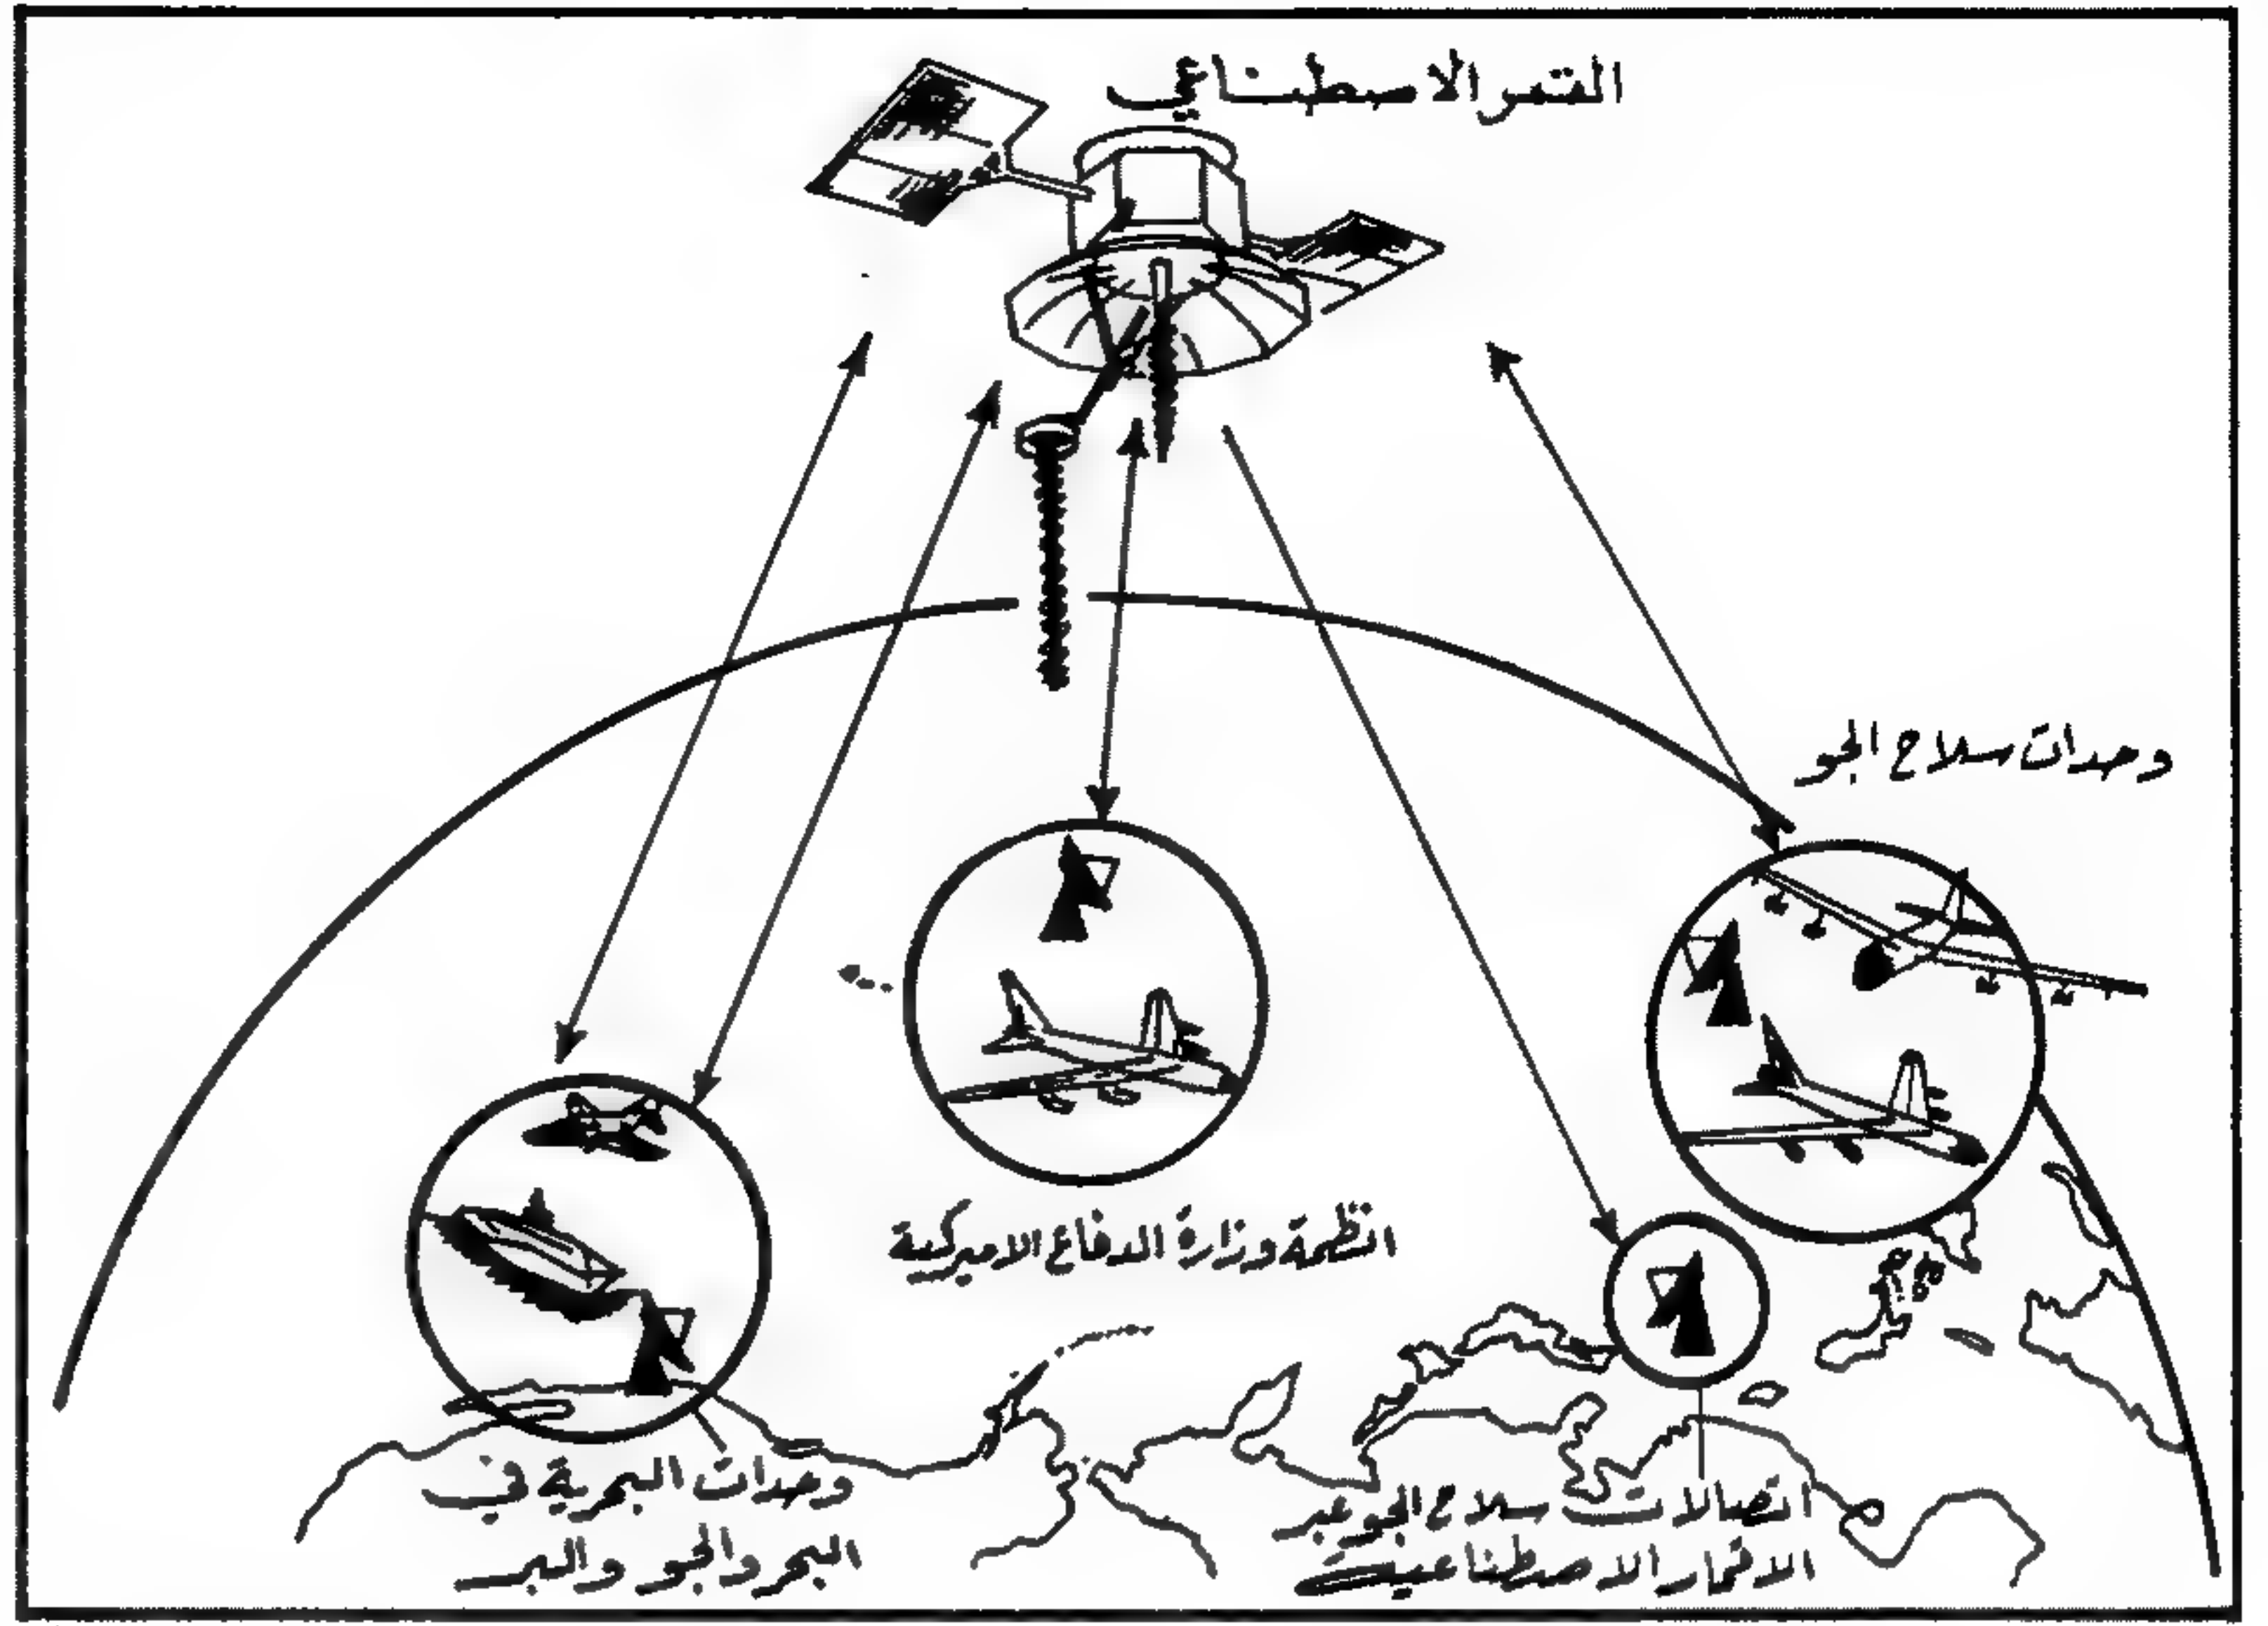 القمر الاصطناعي
وحدات سلاح الجو
انظمة وزارة الدفاع الاميركية
وحدات البحرية في
البحر والجو والبر
اتصالات سلاح الجو عبر
الاقمار الاصطناعية